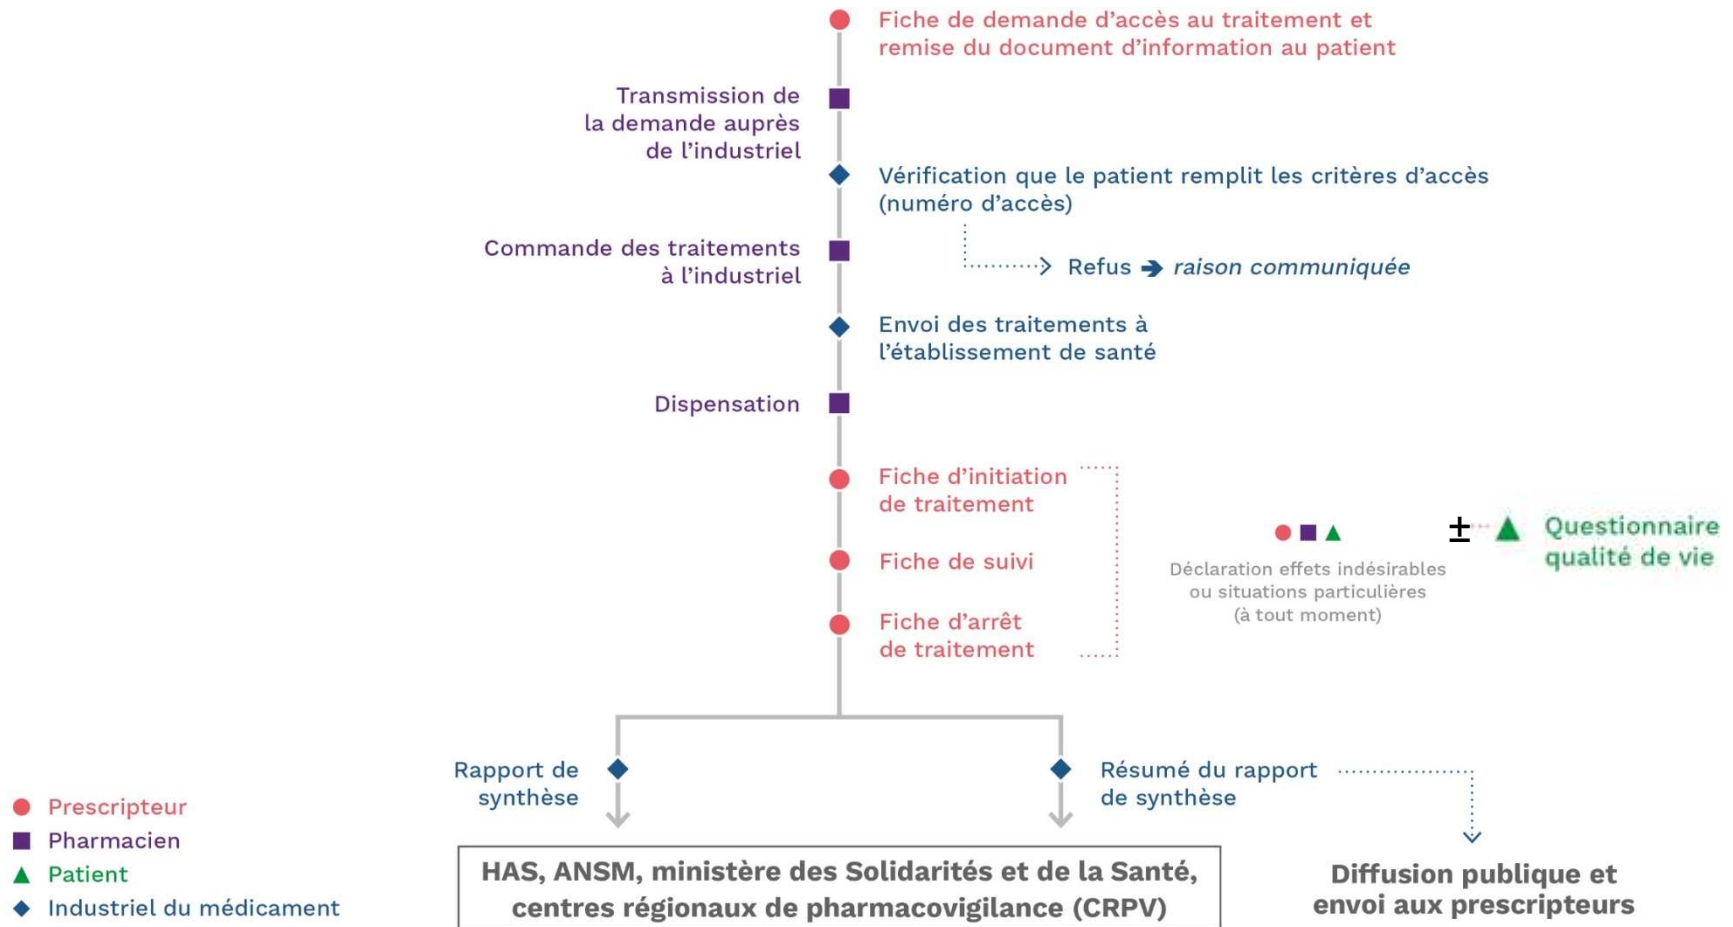 Fiche de demande d’accès au traitement et
remise du document d’information au patient
Transmission de
la demande auprès
de l’industriel
Vérification que le patient remplit les critères d’accès
(numéro d’accès)
Refus ➔ raison communiquée
Commande des traitements
à l’industriel
Envoi des traitements à
l’établissement de santé
Dispensation
Fiche d’initiation
de traitement
Fiche de suivi
Fiche d’arrêt
de traitement
Déclaration effets indésirables
ou situations particulières
(à tout moment)
±
Questionnaire
qualité de vie
Rapport de
synthèse
Résumé du rapport
de synthèse
HAS, ANSM, ministère des Solidarités et de la Santé,
centres régionaux de pharmacovigilance (CRPV)
Diffusion publique et
envoi aux prescripteurs
Prescripteur
Pharmacien
Patient
Industriel du médicament